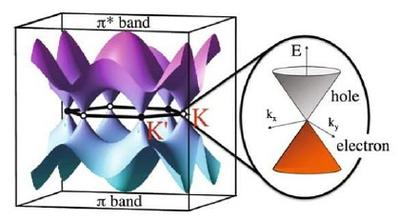 π* band
K
K'
π band
E
hole
kx
ky
electron